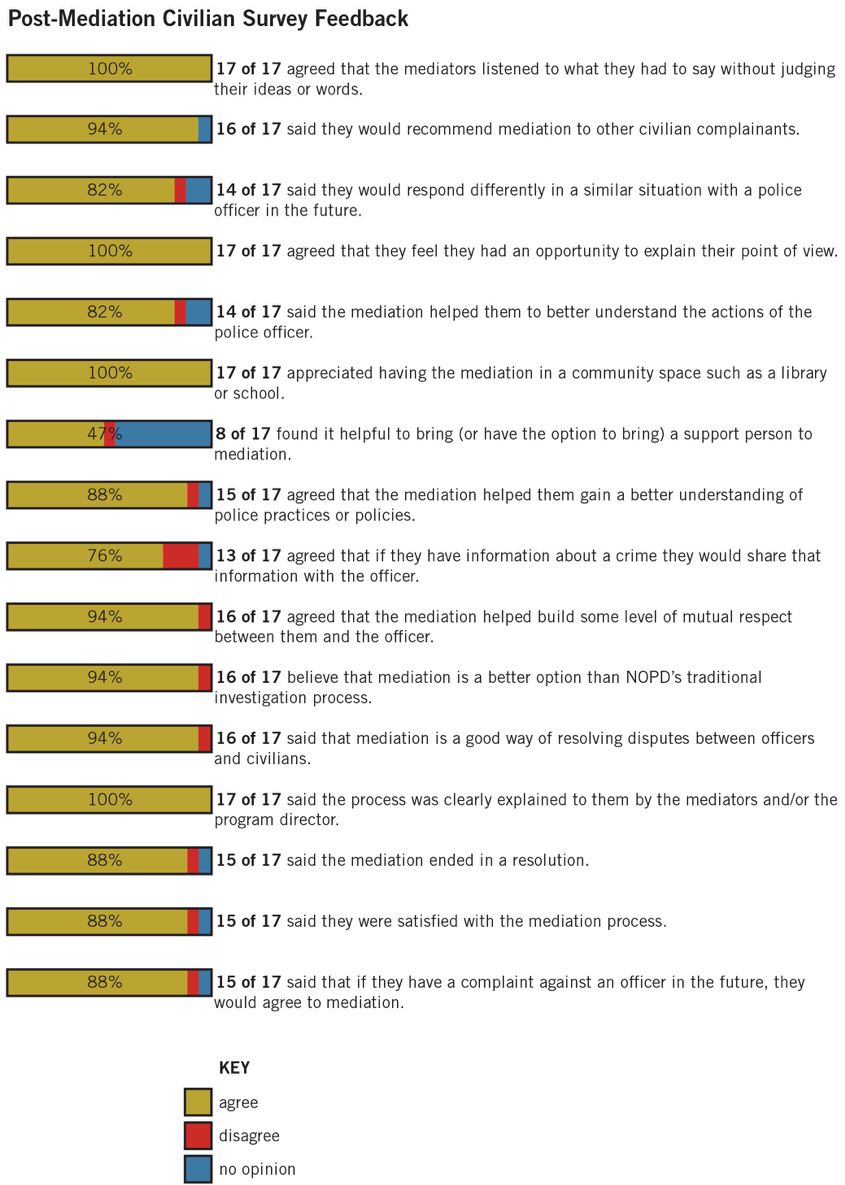 Post-Mediation Civilian Survey Feedback
100% 17 of 17 agreed that the mediators listened to what they had to say without judging
their ideas or words.
94% 16 of 17 said they would recommend mediation to other civilian complainants.
82% 14 of 17 said they would respond differently in a similar situation with a police
officer in the future.
100% 17 of 17 agreed that they feel they had an opportunity to explain their point of view.
82% 14 of 17 said the mediation helped them to better understand the actions of the
police officer.
100% 17 of 17 appreciated having the mediation in a community space such as a library
or school.
47% 8 of 17 found it helpful to bring (or have the option to bring) a support person to
mediation.
88% 15 of 17 agreed that the mediation helped them gain a better understanding of
police practices or policies.
76% 13 of 17 agreed that if they have information about a crime they would share that
information with the officer.
94% 16 of 17 agreed that the mediation helped build some level of mutual respect
between them and the officer.
94% 16 of 17 believe that mediation is a better option than NOPD’s traditional
investigation process.
94% 16 of 17 said that mediation is a good way of resolving disputes between officers
and civilians.
100% 17 of 17 said the process was clearly explained to them by the mediators and/or the
program director.
88% 15 of 17 said the mediation ended in a resolution.
88% 15 of 17 said they were satisfied with the mediation process.
88% 15 of 17 said that if they have a complaint against an officer in the future, they
would agree to mediation.
KEY
agree
disagree
no opinion